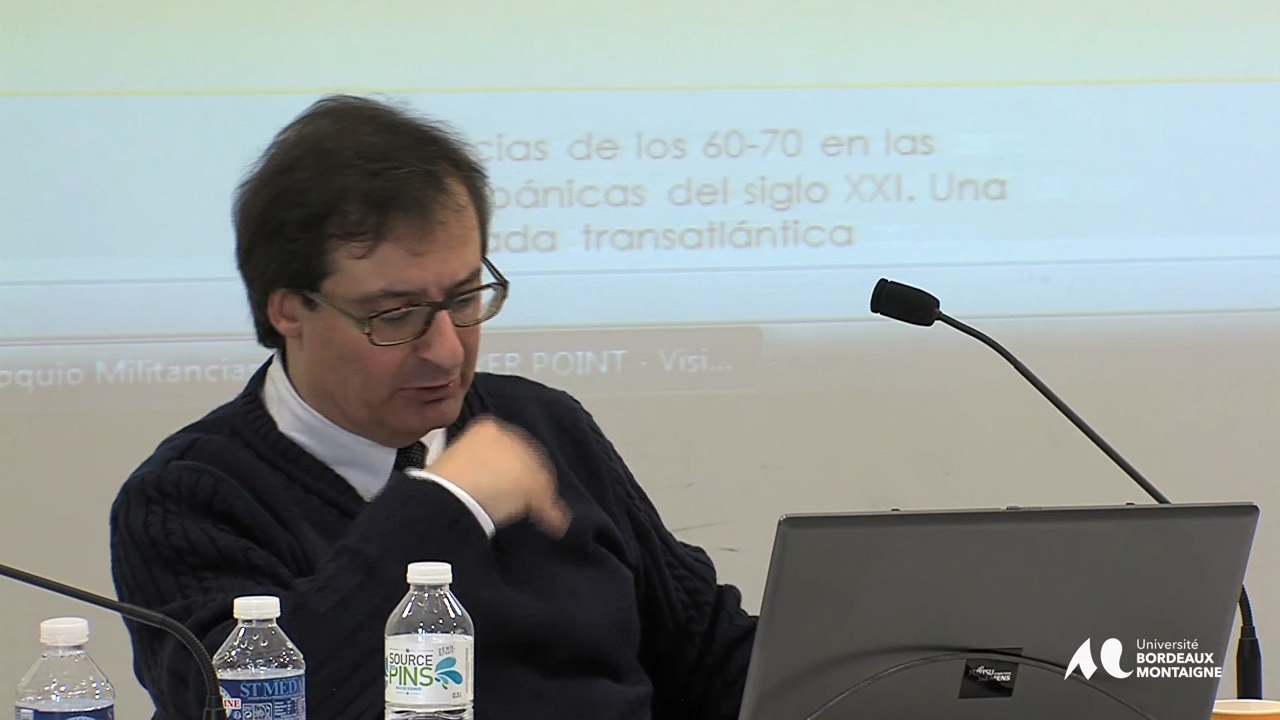 cias de los 60-70 en las
pánicas del siglo XXI. Una
ada transatlántica
oquio Militancias
VER POINT - Visi...
SOURCE
PINS
ST MED
Université
BORDEAUX
MONTAIGNE